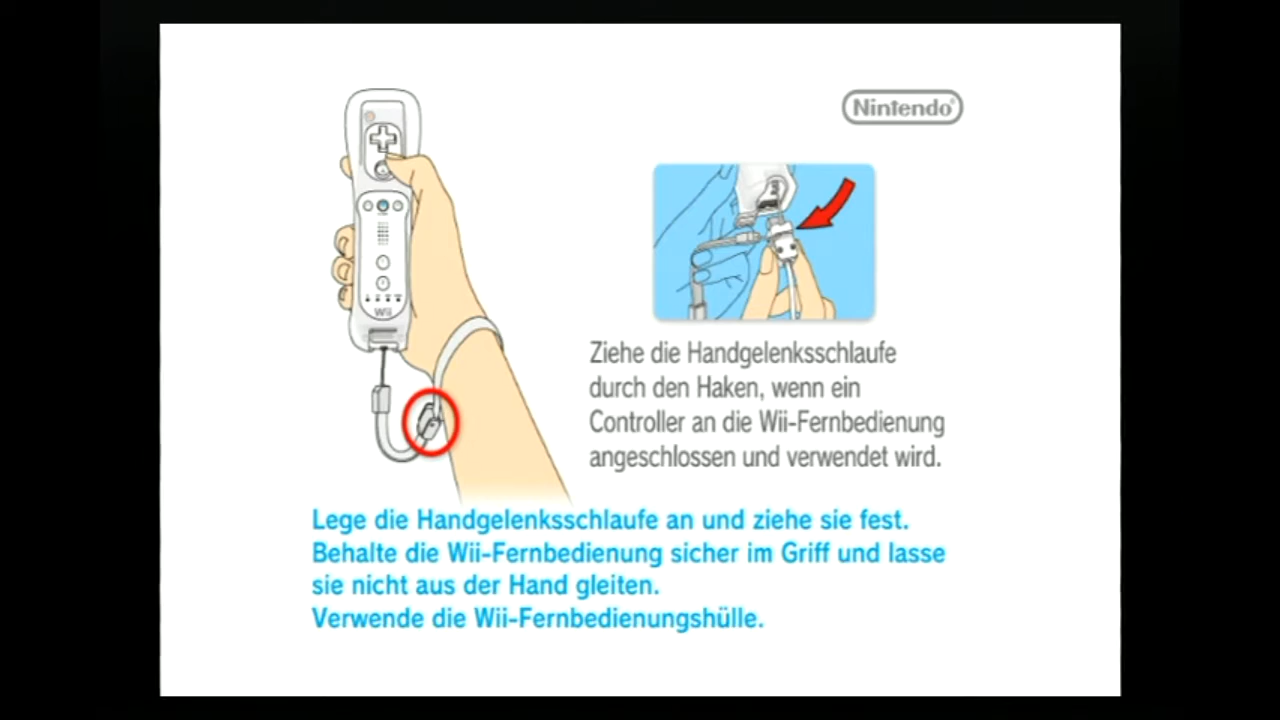 Nintendo®
Wii
Ziehe die Handgelenksschlaufe
durch den Haken, wenn ein
Controller an die Wii-Fernbedienung
angeschlossen und verwendet wird.
Lege die Handgelenksschlaufe an und ziehe sie fest.
Behalte die Wii-Fernbedienung sicher im Griff und lasse
sie nicht aus der Hand gleiten.
Verwende die Wii-Fernbedienungshülle.